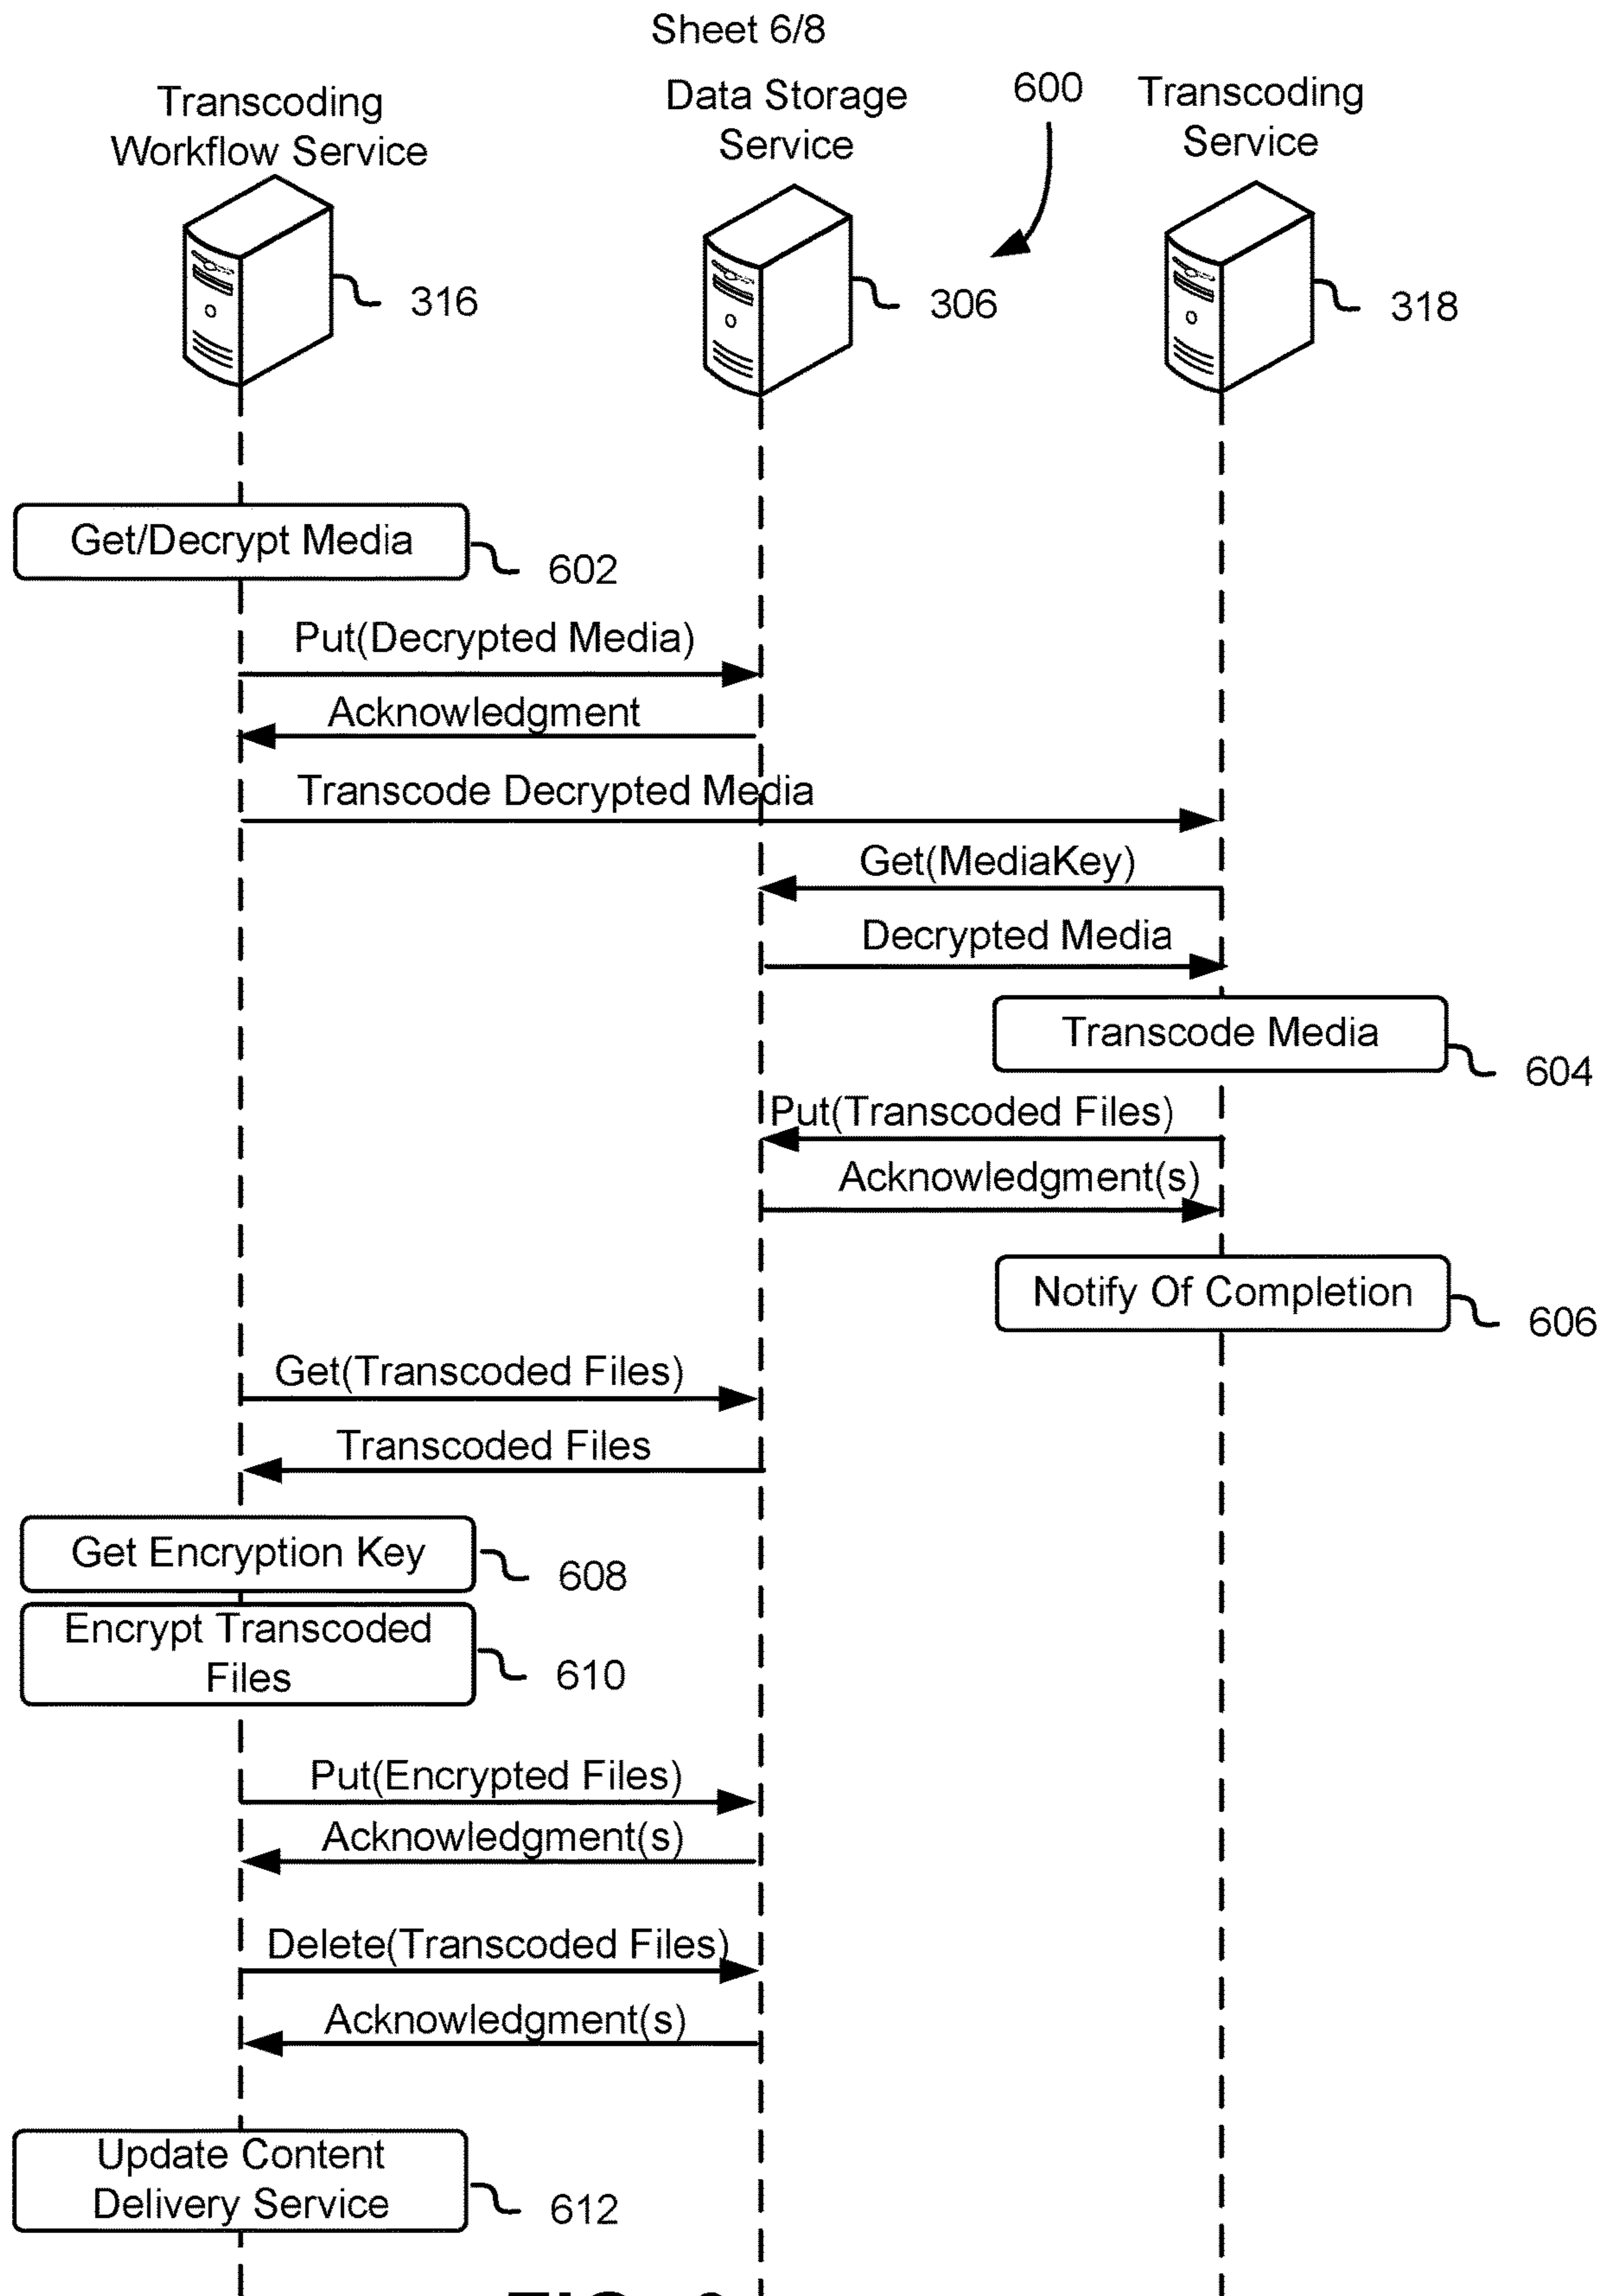 Sheet 6/8
Transcoding
Workflow Service
Data Storage
Service
600
Transcoding
Service
316
306
318
Get/Decrypt Media
602
Put(Decrypted Media)
Acknowledgment
Transcode Decrypted Media
Get(MediaKey)
Decrypted Media
Transcode Media
604
Put(Transcoded Files)
Acknowledgment(s)
Notify Of Completion
606
Get(Transcoded Files)
Transcoded Files
Get Encryption Key
608
Encrypt Transcoded
Files
610
Put(Encrypted Files)
Acknowledgment(s)
Delete(Transcoded Files)
Acknowledgment(s)
Update Content
Delivery Service
612